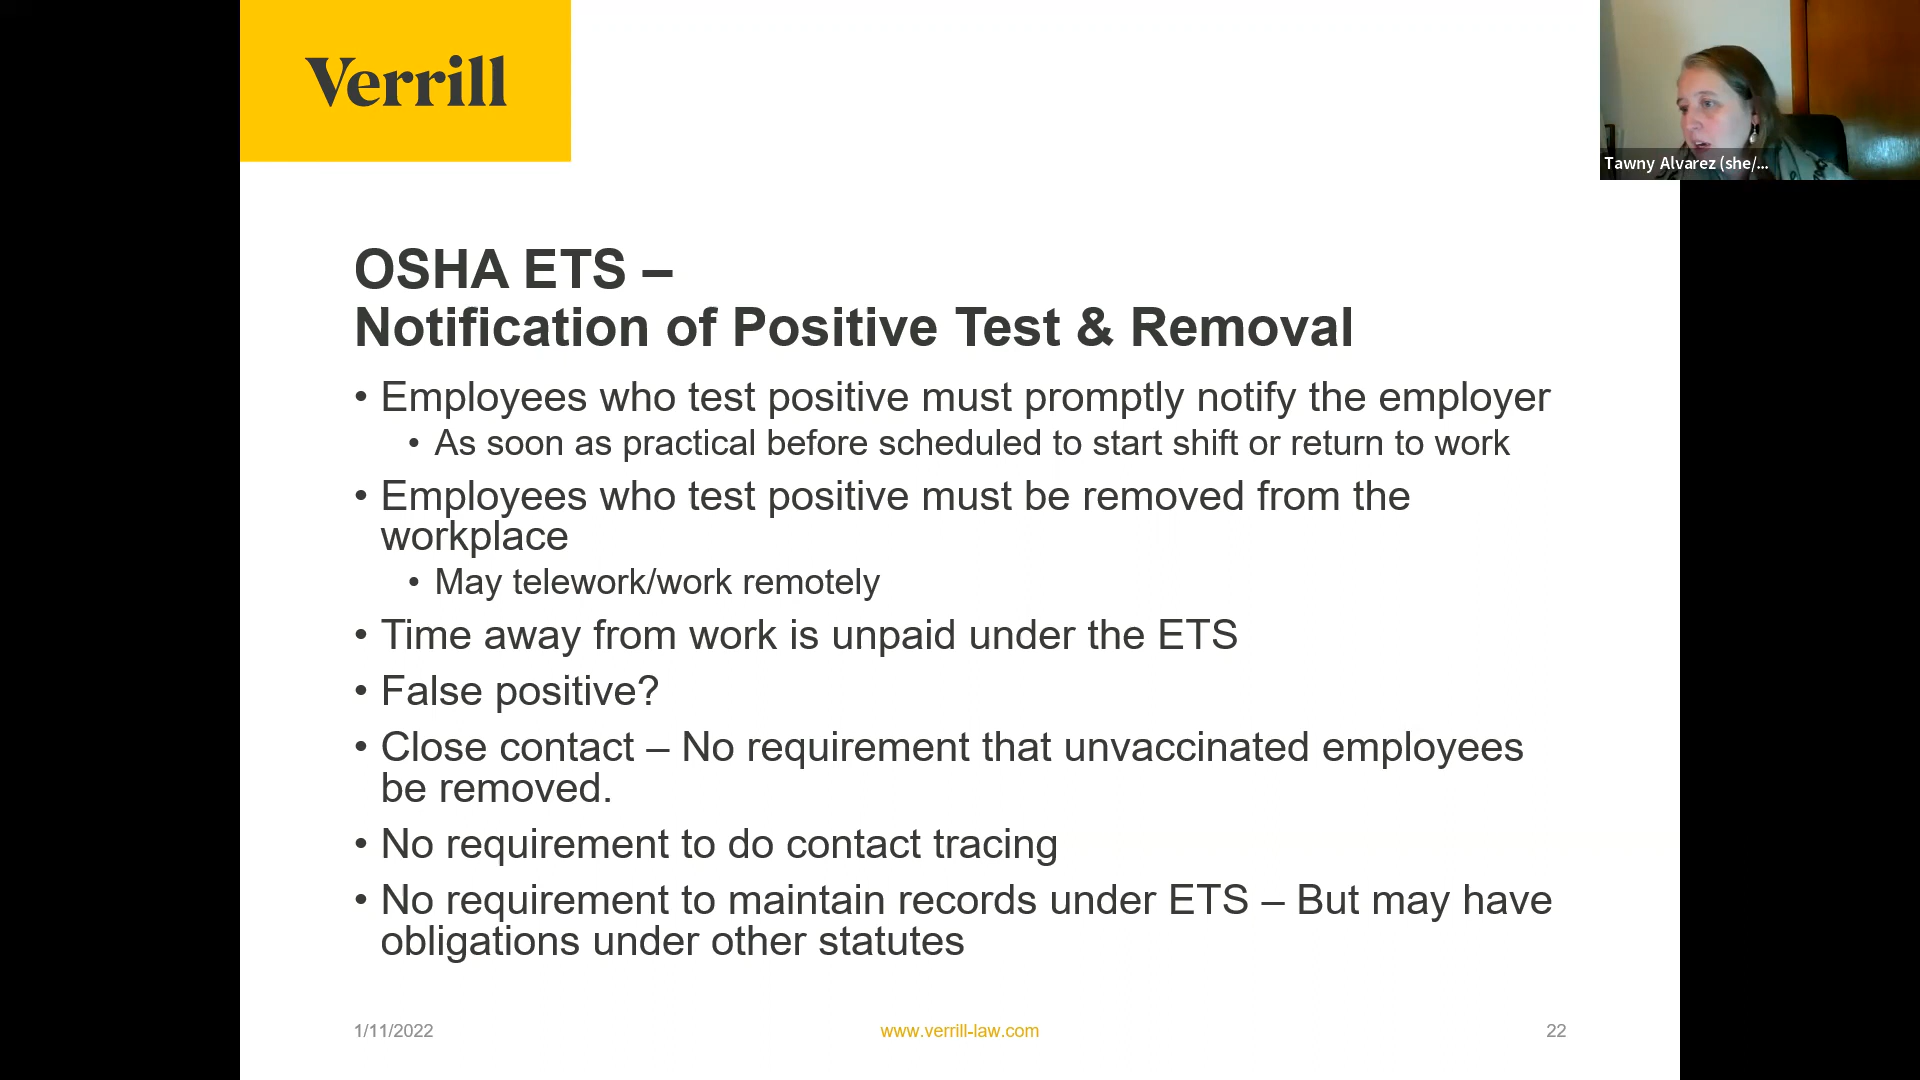 Verrill
Tawny Alvarez (she/...
OSHA ETS –
Notification of Positive Test & Removal
• Employees who test positive must promptly notify the employer
• As soon as practical before scheduled to start shift or return to work
• Employees who test positive must be removed from the
workplace
• May telework/work remotely
• Time away from work is unpaid under the ETS
• False positive?
• Close contact – No requirement that unvaccinated employees
be removed.
• No requirement to do contact tracing
• No requirement to maintain records under ETS – But may have
obligations under other statutes
1/11/2022
www.verrill-law.com
22